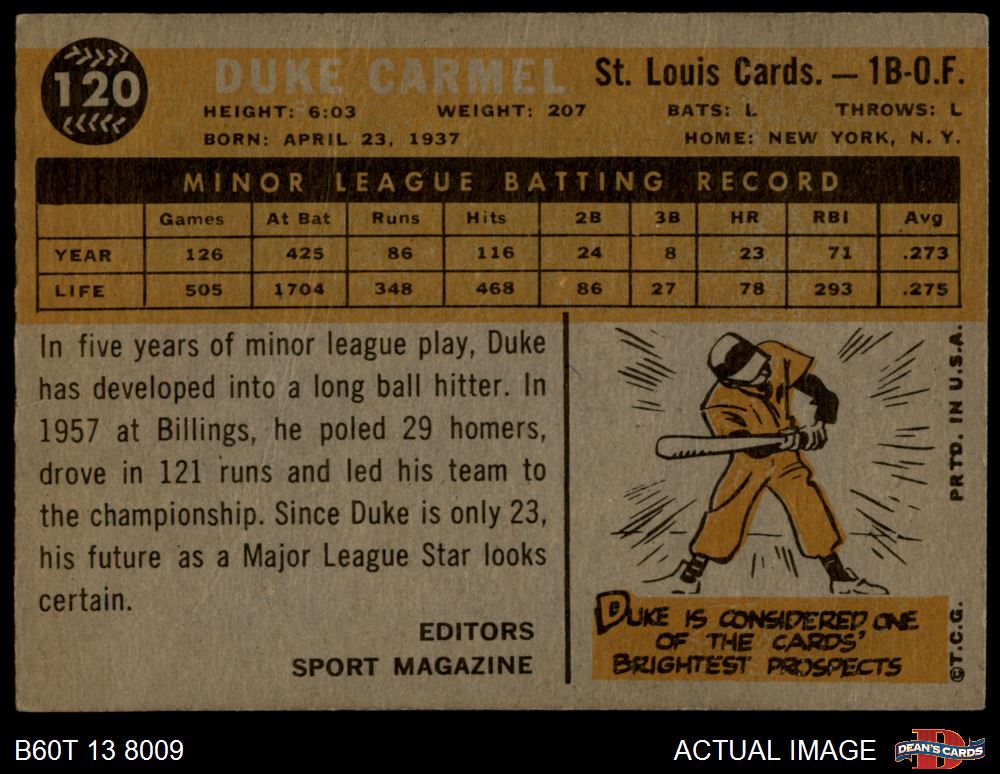 120
DUKE CARMEL St. Louis Cards. — 1B-O.F.
HEIGHT: 6:03 WEIGHT: 207 BATS: L THROWS: L
BORN: APRIL 23, 1937 HOME: NEW YORK, N. Y.
MINOR LEAGUE BATTING RECORD
Games At Bat Runs Hits 2B 3B HR RBI Avg
YEAR 126 425 86 116 24 8 23 71 .273
LIFE 505 1704 348 468 86 27 78 293 .275
In five years of minor league play, Duke
has developed into a long ball hitter. In
1957 at Billings, he poled 29 homers,
drove in 121 runs and led his team to
the championship. Since Duke is only 23,
his future as a Major League Star looks
certain.
EDITORS
SPORT MAGAZINE
DUKE IS CONSIDERED ONE
OF THE CARDS'
BRIGHTEST PROSPECTS
©T.C.G. PRTD. IN U.S.A.
B60T 13 8009 ACTUAL IMAGE DEAN'S CARDS